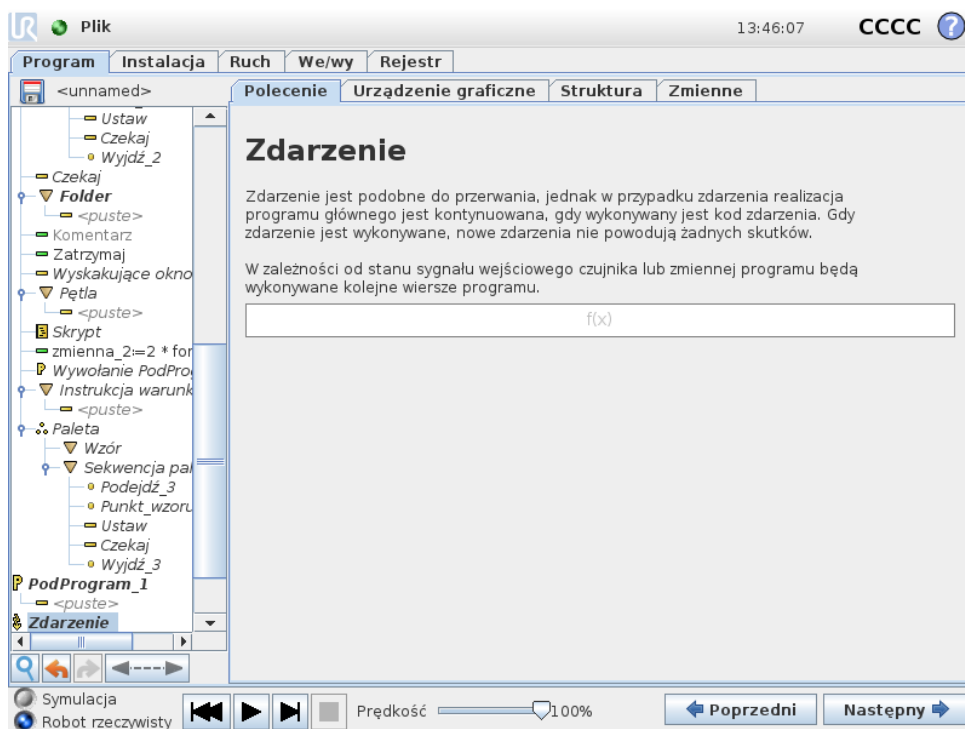 UR Plik 13:46:07 CCCC ?
Program Instalacja Ruch We/wy Rejestr
<unnamed> Polecenie Urządzenie graficzne Struktura Zmienne
Ustaw
Czekaj
Wyjdź_2
Czekaj
Folder
<puste>
Komentarz
Zatrzymaj
Wyskakujące okno
Pętla
<puste>
Skrypt
zmienna_2:=2 * for
Wywołanie PodPro
Instrukcja warunk
<puste>
Paleta
Wzór
Sekwencja pal
Podejdź_3
Punkt_wzoru
Ustaw
Czekaj
Wyjdź_3
PodProgram_1
<puste>
Zdarzenie
Zdarzenie
Zdarzenie jest podobne do przerwania, jednak w przypadku zdarzenia realizacja
programu głównego jest kontynuowana, gdy wykonywany jest kod zdarzenia. Gdy
zdarzenie jest wykonywane, nowe zdarzenia nie powodują żadnych skutków.
W zależności od stanu sygnału wejściowego czujnika lub zmiennej programu będą
wykonywane kolejne wiersze programu.
f(x)
Symulacja
Robot rzeczywisty
Prędkość 100% Poprzedni Następny